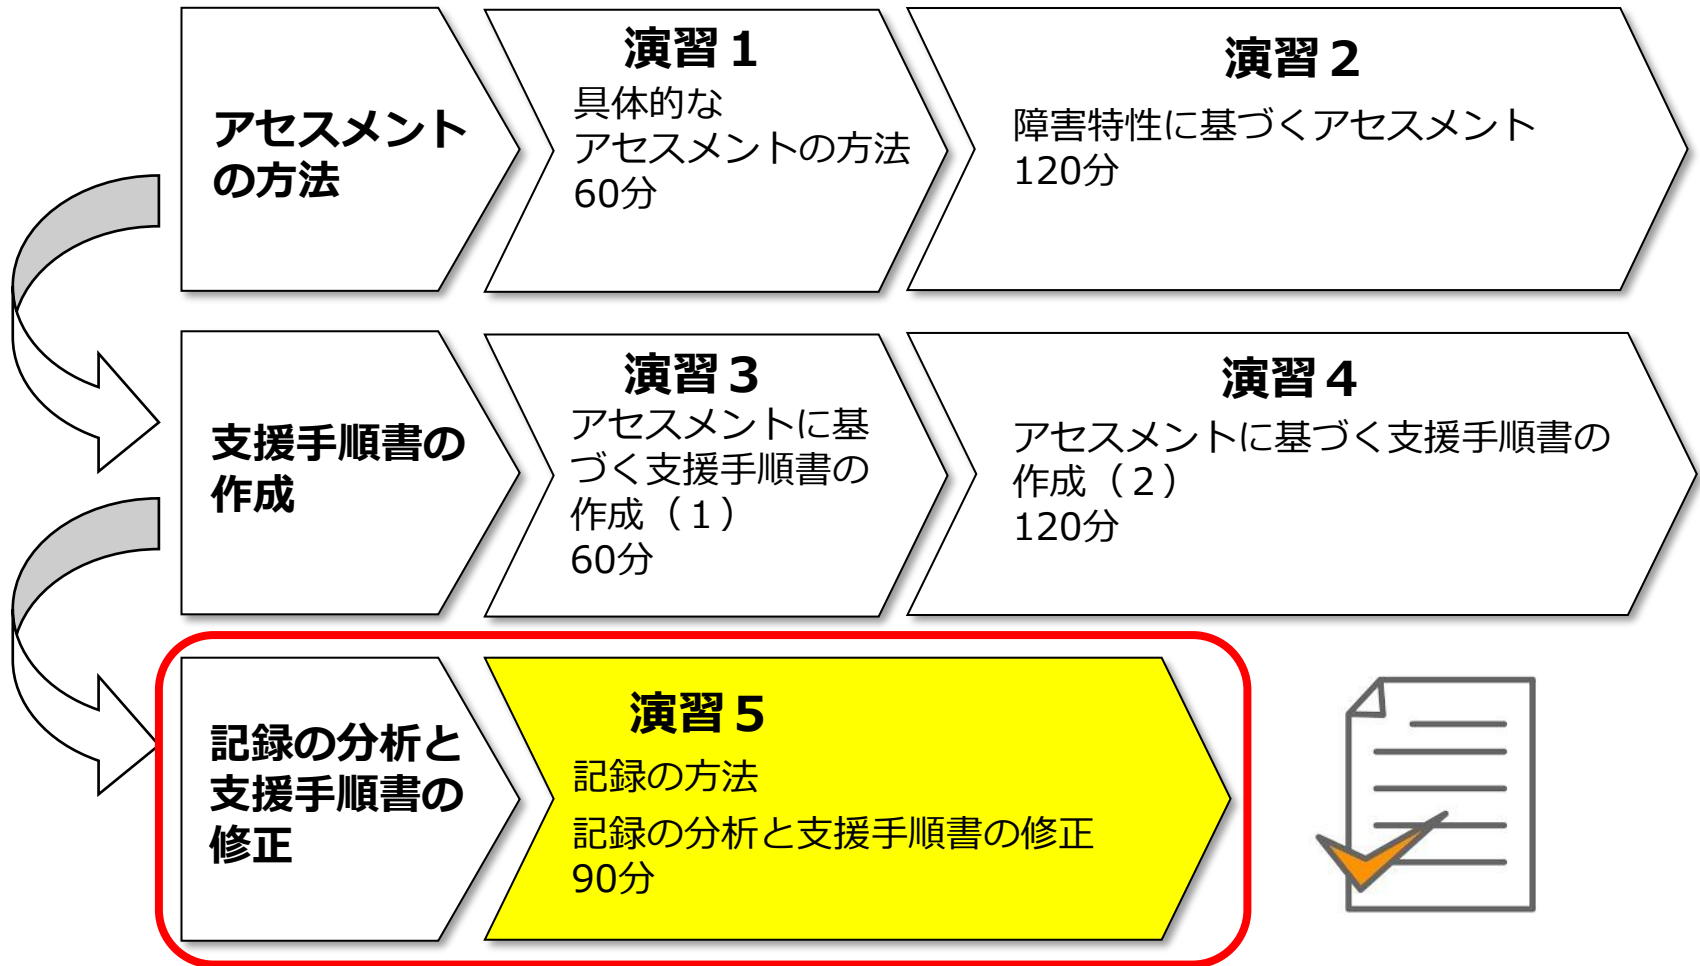 アセスメント
の方法
演習１
具体的な
アセスメントの方法
60分
演習２
障害特性に基づくアセスメント
120分
支援手順書の
作成
演習３
アセスメントに基
づく支援手順書の
作成（１）
60分
演習４
アセスメントに基づく支援手順書の
作成（２）
120分
記録の分析と
支援手順書の
修正
演習５
記録の方法
記録の分析と支援手順書の修正
90分